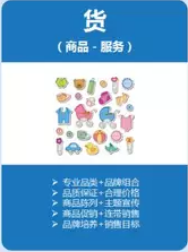 货
（商品-服务）
➢ 专业品类+品牌组合
➢ 品质保证+合理价格
➢ 商品陈列+主题宣传
➢ 商品促销+连带销售
➢ 品牌培养+销售目标